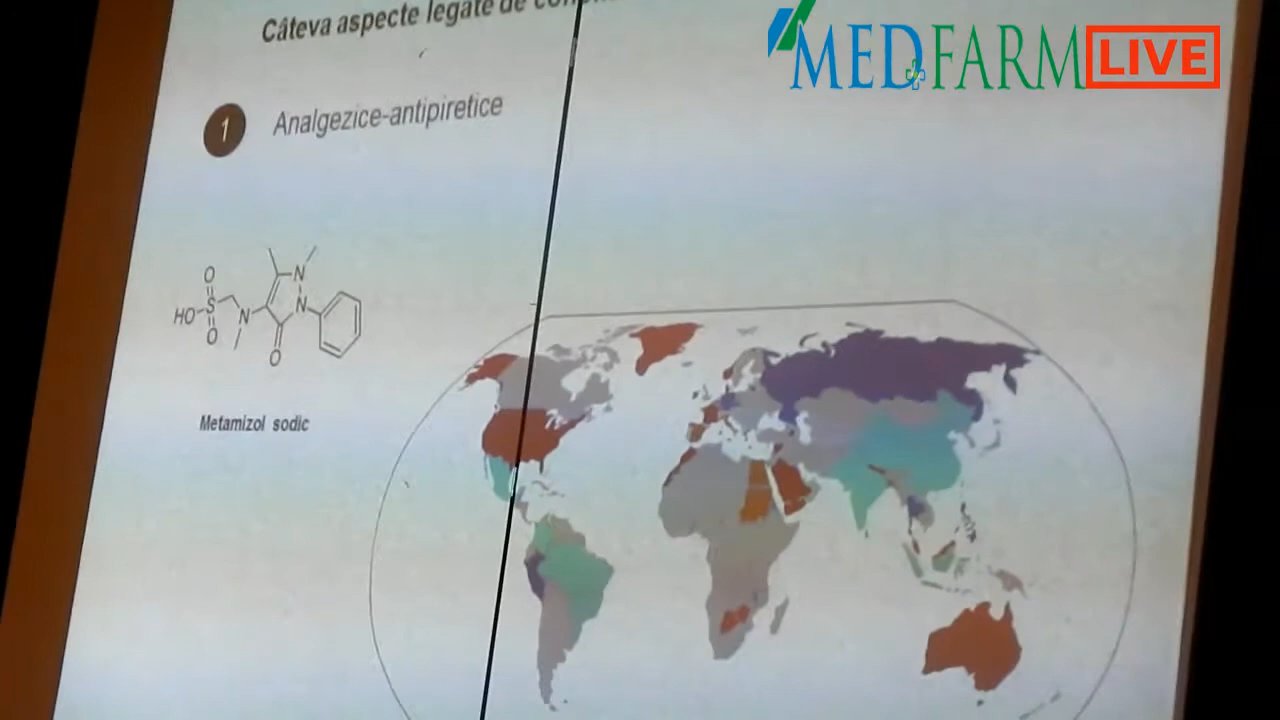 Câteva aspecte legate de
MEDFARM LIVE
1 Analgezice-antipiretice
O
HO S N
O
N
N
O
Metamizol sodic